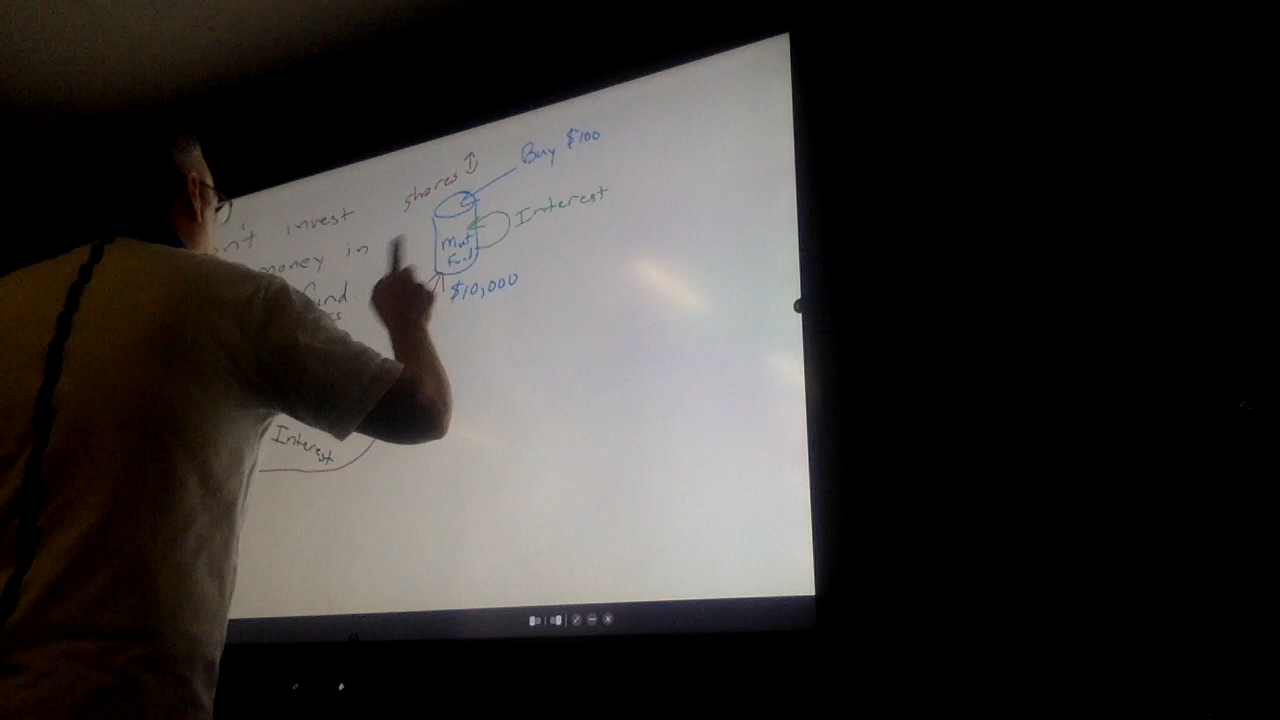 Buy $100
shares
Interest
invest
money in
Mut
Fund
fund.
$10,000
Interest